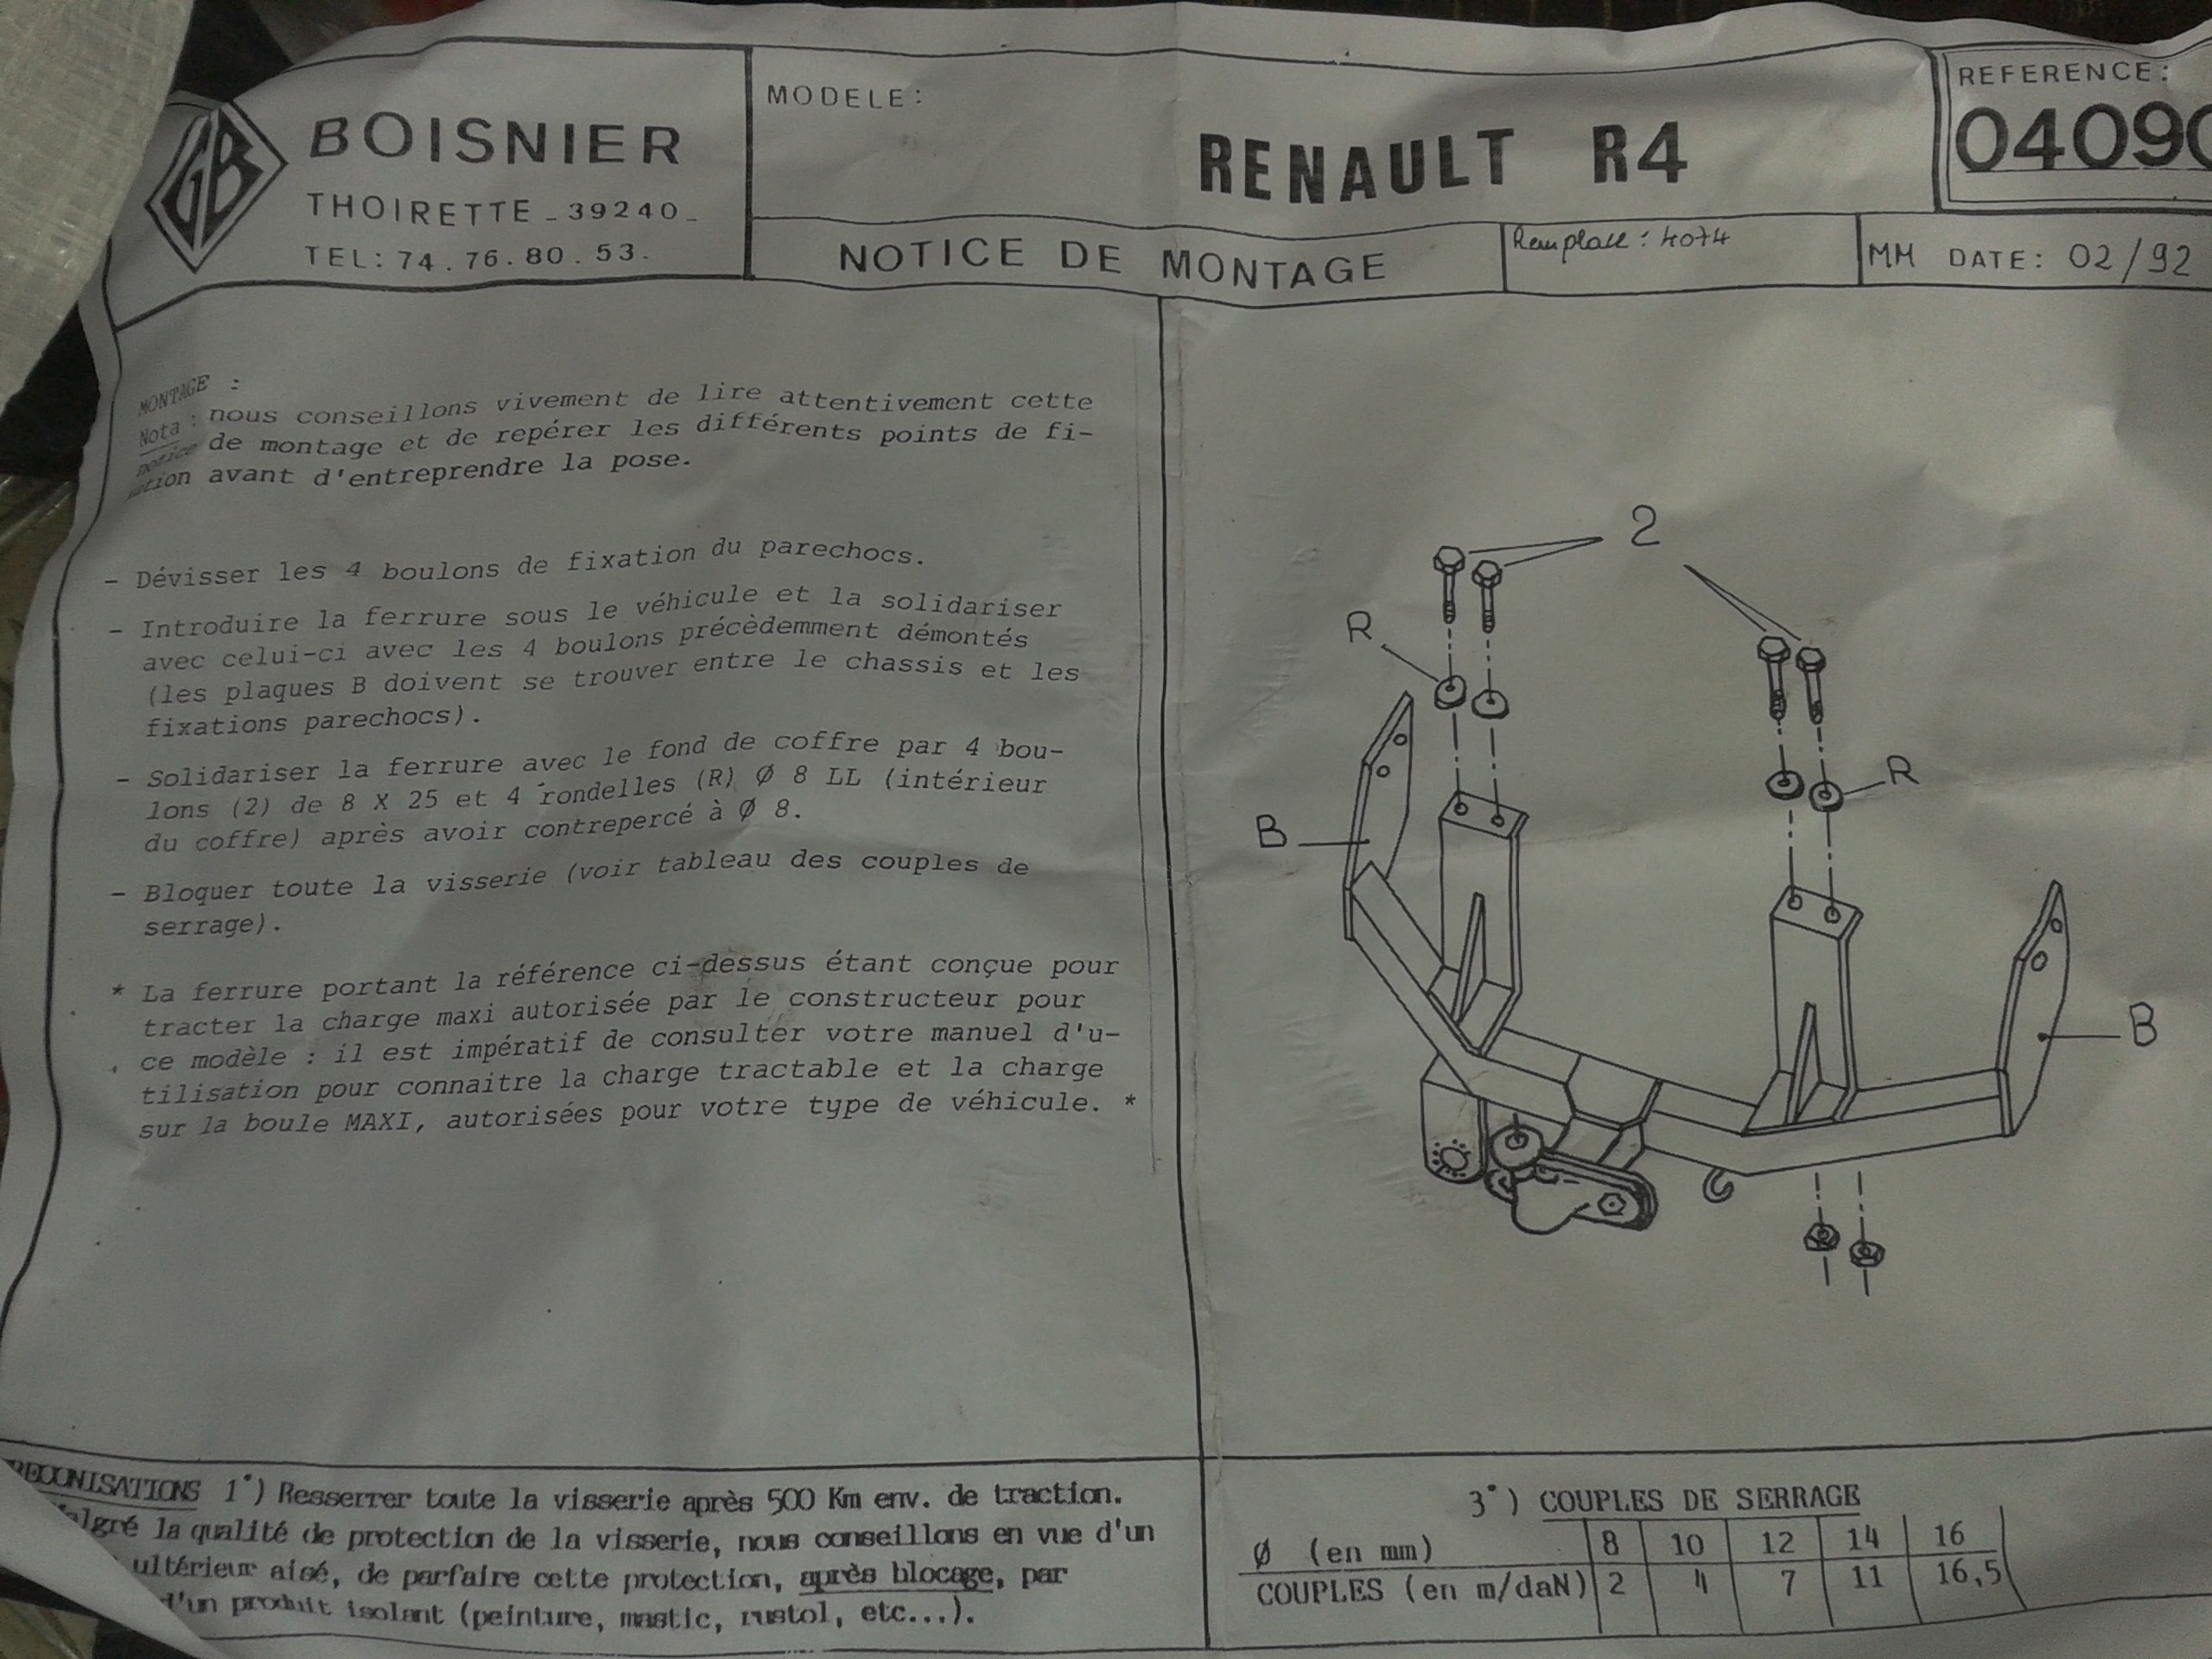 GB
BOISNIER
THOIRETTE - 39240 -
TEL: 74 . 76 . 80 . 53 .
MODELE:
RENAULT R4
REFERENCE:
0409
NOTICE DE MONTAGE
Remplace : 4074
MM DATE: 02/92
MONTAGE :
Nota : nous conseillons vivement de lire attentivement cette
notice de montage et de repérer les différents points de fi-
ation avant d'entreprendre la pose.
- Dévisser les 4 boulons de fixation du parechocs.
- Introduire la ferrure sous le véhicule et la solidariser
avec celui-ci avec les 4 boulons précèdemment démontés
(les plaques B doivent se trouver entre le chassis et les
fixations parechocs).
- Solidariser la ferrure avec le fond de coffre par 4 bou-
lons (2) de 8 X 25 et 4 rondelles (R) Ø 8 LL (intérieur
du coffre) après avoir contrepercé à Ø 8.
- Bloquer toute la visserie (voir tableau des couples de
serrage).
* La ferrure portant la référence ci-dessus étant conçue pour
tracter la charge maxi autorisée par le constructeur pour
ce modèle : il est impératif de consulter votre manuel d'u-
tilisation pour connaitre la charge tractable et la charge
sur la boule MAXI, autorisées pour votre type de véhicule. *
2
R
R
B
B
RECONISATIONS 1°) Resserrer toute la visserie après 500 Km env. de traction.
algré la qualité de protection de la visserie, nous conseillons en vue d'un
ultérieur aisé, de parfaire cette protection, après blocage, par
d'un produit isolant (peinture, mastic, rustol, etc...).
3°) COUPLES DE SERRAGE
Ø (en mm) 8 10 12 14 16
COUPLES (en m/daN) 2 4 7 11 16,5